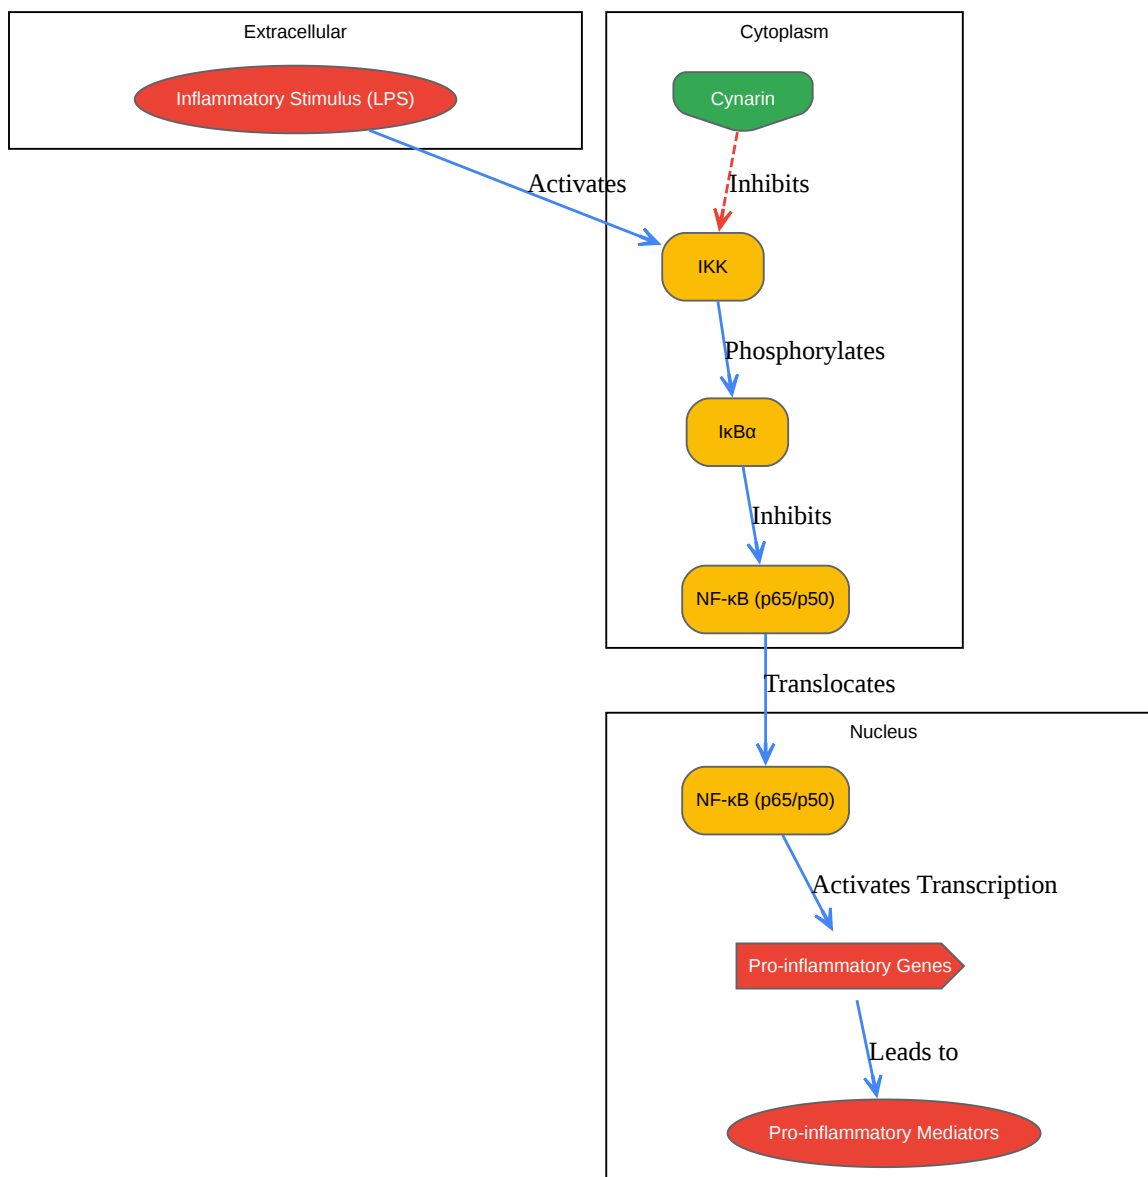 Extracellular
Inflammatory Stimulus (LPS)
Cytoplasm
Cynarin
Activates
Inhibits
IKK
Phosphorylates
IκBα
Inhibits
NF-κB (p65/p50)
Translocates
Nucleus
NF-κB (p65/p50)
Activates Transcription
Pro-inflammatory Genes
Leads to
Pro-inflammatory Mediators